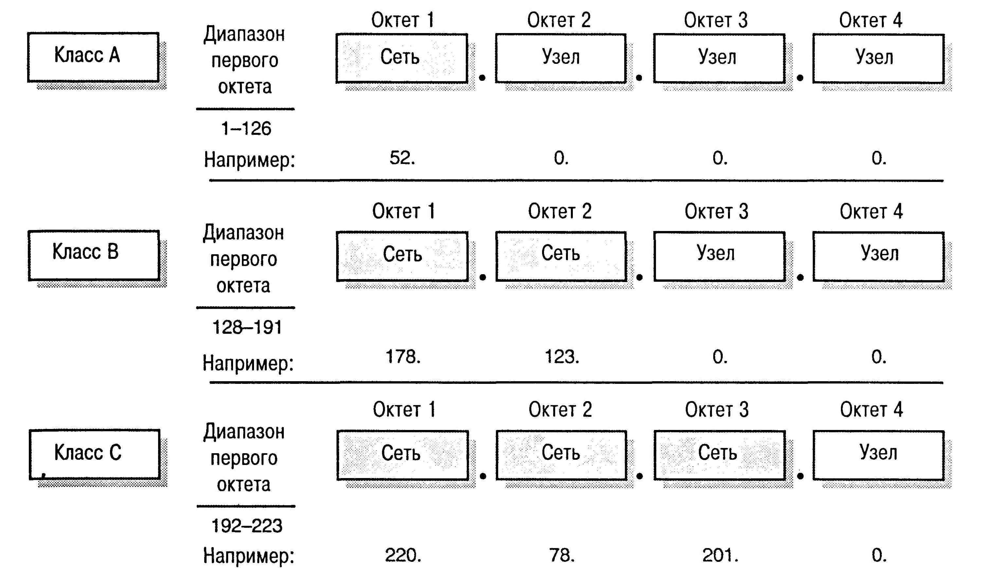 Октет 1 Октет 2 Октет 3 Октет 4
Класс А
Диапазон
первого
октета
Сеть . Узел . Узел . Узел
1–126
Например: 52. 0. 0. 0.
Октет 1 Октет 2 Октет 3 Октет 4
Класс В
Диапазон
первого
октета
Сеть . Сеть . Узел . Узел
128–191
Например: 178. 123. 0. 0.
Октет 1 Октет 2 Октет 3 Октет 4
Класс С
Диапазон
первого
октета
Сеть . Сеть . Сеть . Узел
192–223
Например: 220. 78. 201. 0.